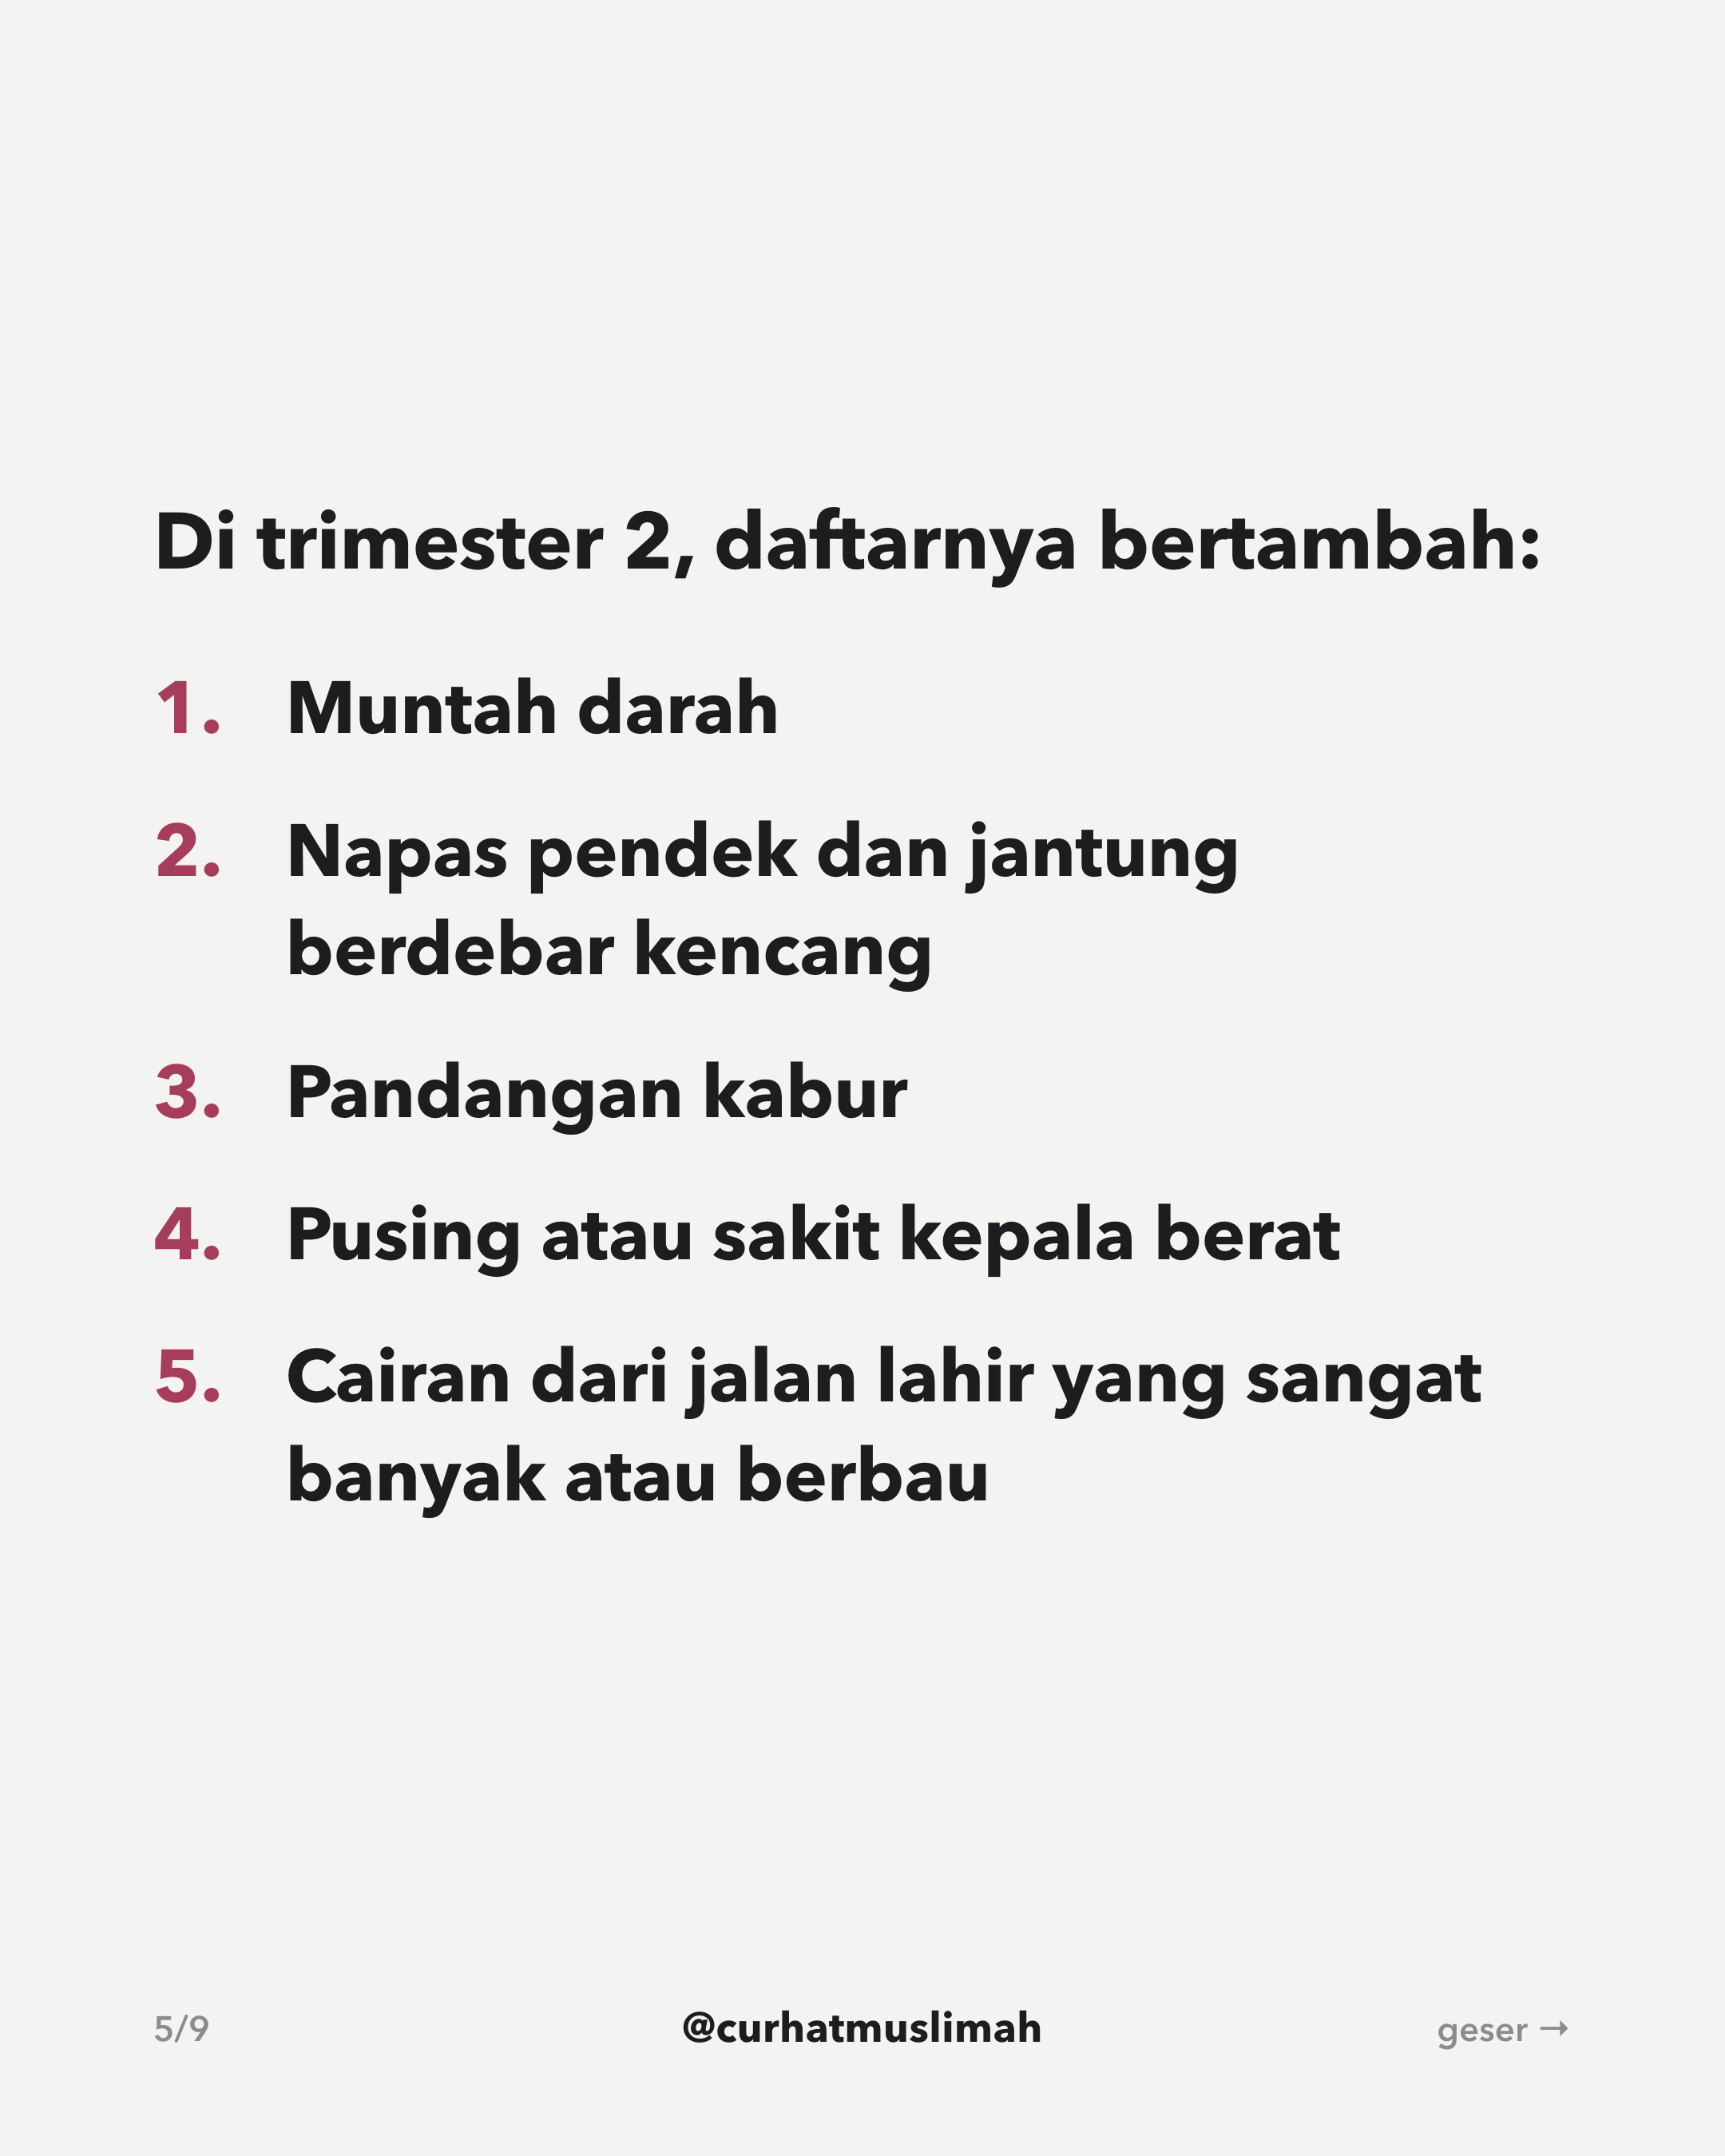 Di trimester 2, daftarnya bertambah:
1. Muntah darah
2. Napas pendek dan jantung
berdebar kencang
3. Pandangan kabur
4. Pusing atau sakit kepala berat
5. Cairan dari jalan lahir yang sangat
banyak atau berbau
5/9 @curhatmuslimah geser →